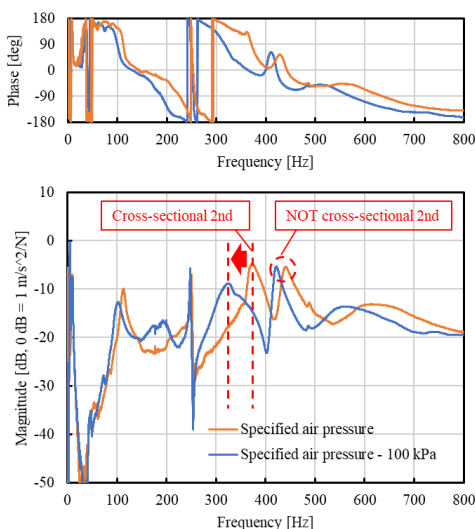 180
90
0
-90
-180
Phase [deg]
0 100 200 300 400 500 600 700 800
Frequency [Hz]
10
0
-10
-20
-30
-40
-50
Magnitude [dB, 0 dB = 1 m/s^2/N]
Cross-sectional 2nd
NOT cross-sectional 2nd
Specified air pressure
Specified air pressure - 100 kPa
0 100 200 300 400 500 600 700 800
Frequency [Hz]